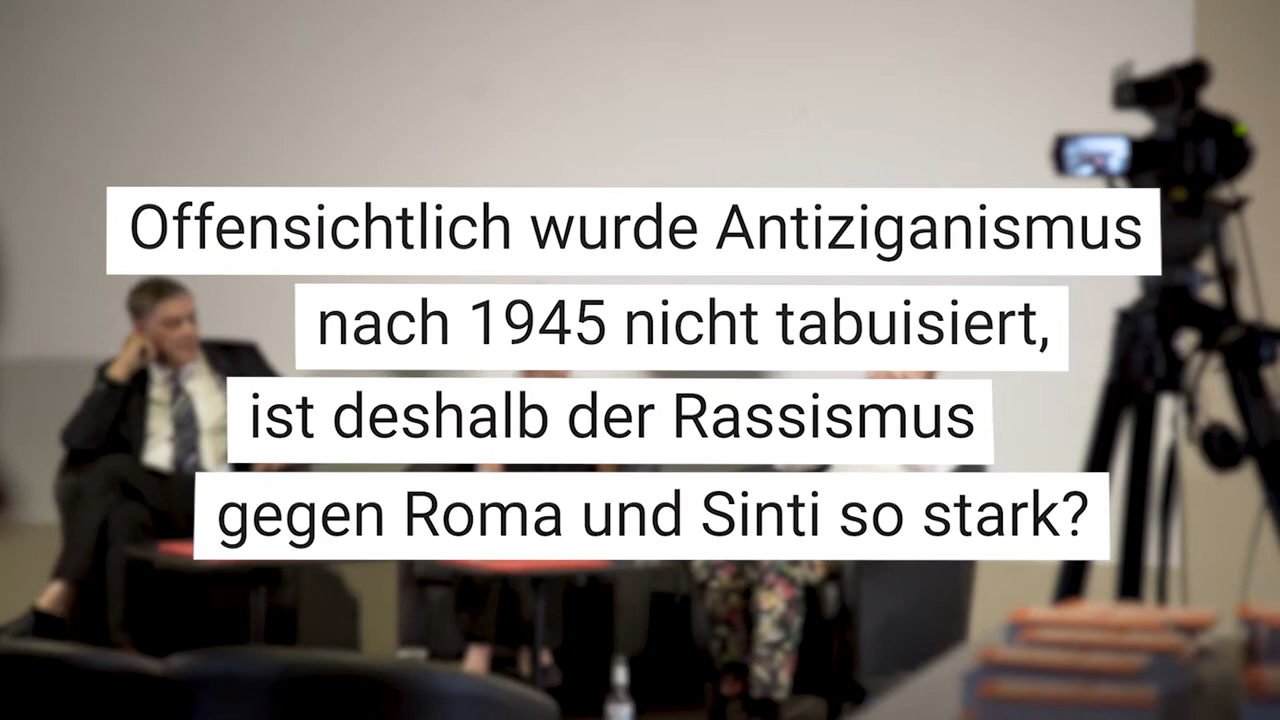 Offensichtlich wurde Antiziganismus
nach 1945 nicht tabuisiert,
ist deshalb der Rassismus
gegen Roma und Sinti so stark?